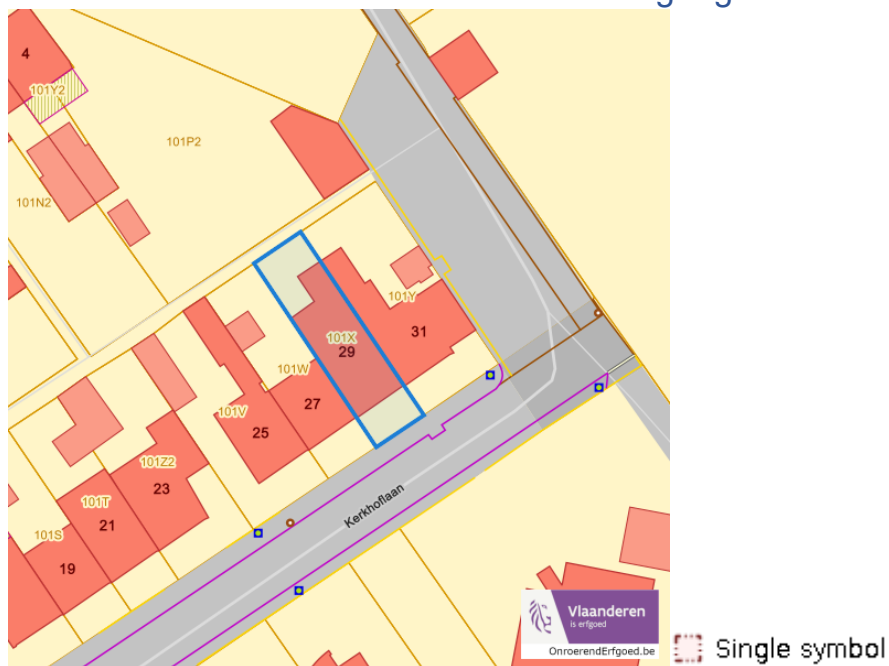 4
101Y2
101P2
101N2
101Y
31
101X
29
101W
27
101V
25
101Z2
23
101T
21
101S
19
Kerkhoflaan
Vlaanderen
is erfgoed
OnroerendErfgoed.be
Single symbol